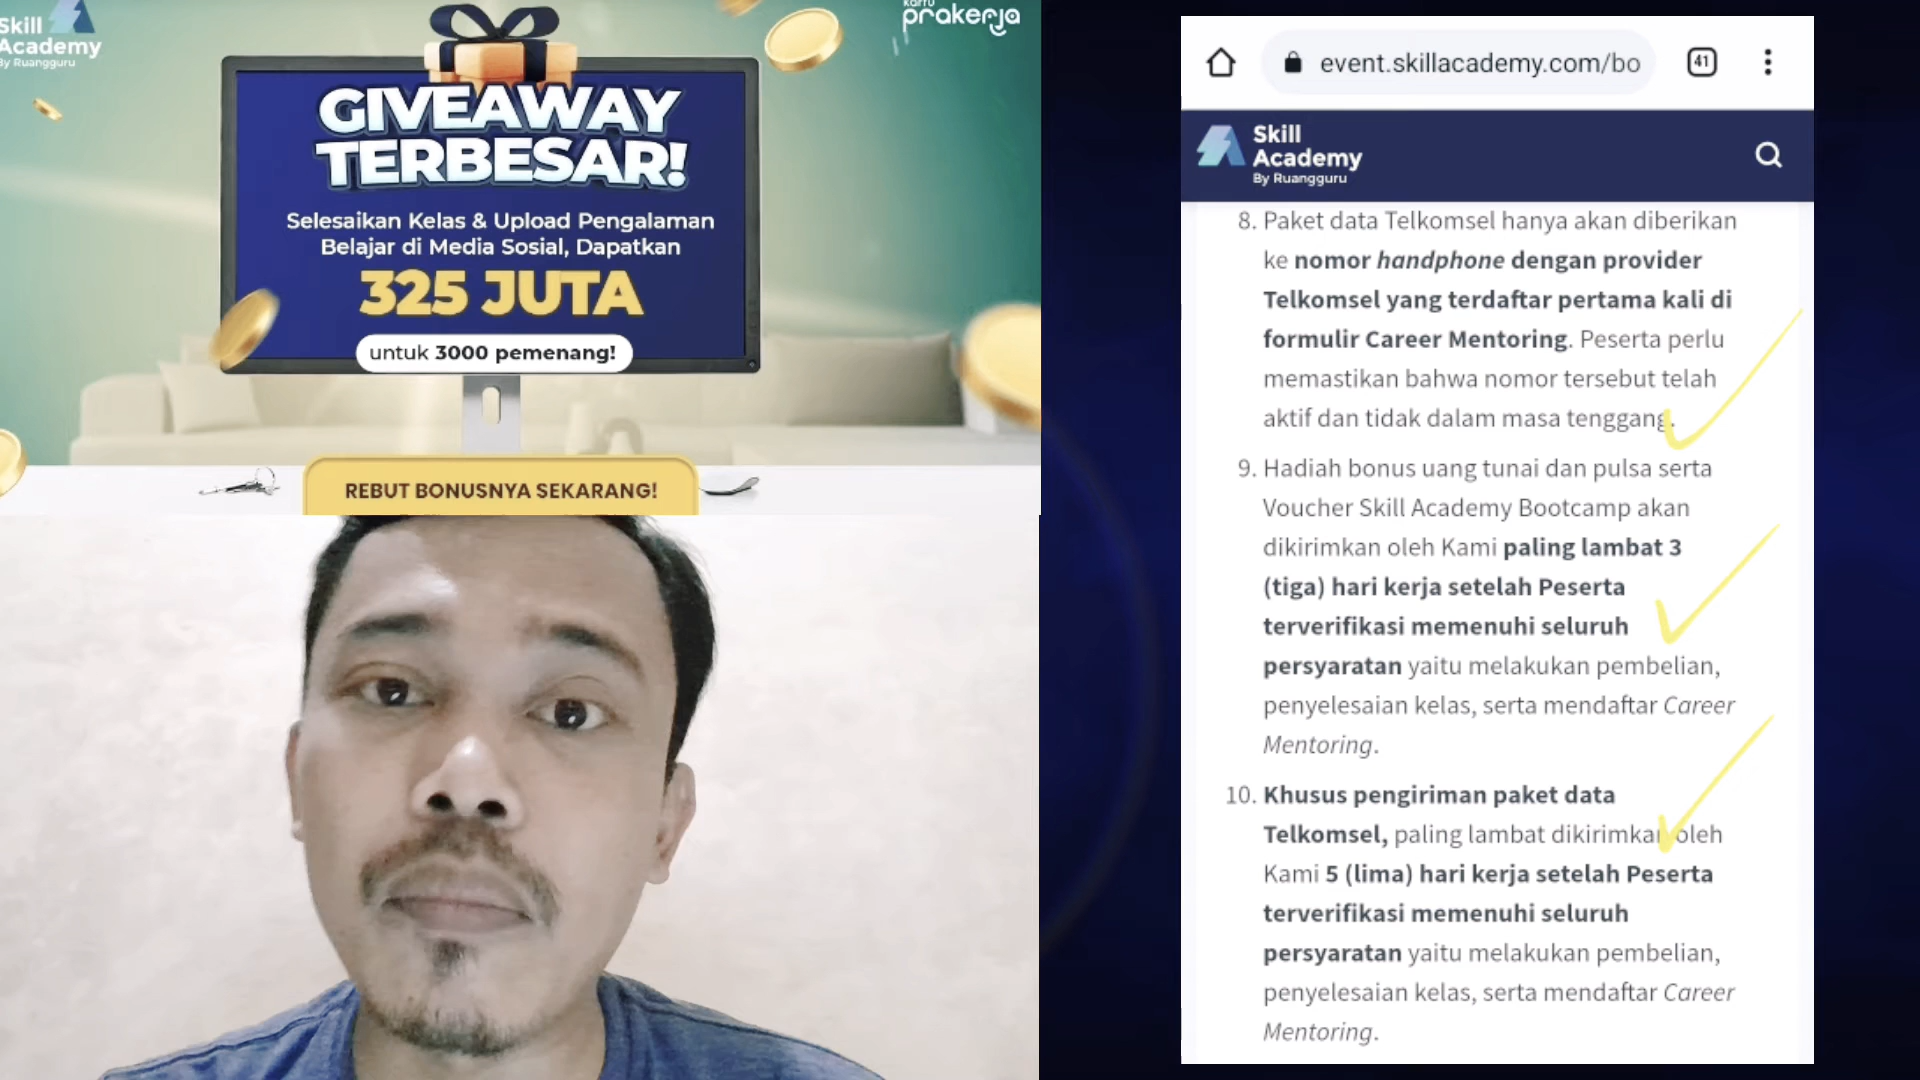 Skill
Academy
By Ruangguru
kartu
prakerja
GIVEAWAY
TERBESAR!
Selesaikan Kelas & Upload Pengalaman
Belajar di Media Sosial, Dapatkan
325 JUTA
untuk 3000 pemenang!
REBUT BONUSNYA SEKARANG!
event.skillacademy.com/bo
41
Skill
Academy
By Ruangguru
8. Paket data Telkomsel hanya akan diberikan
ke nomor handphone dengan provider
Telkomsel yang terdaftar pertama kali di
formulir Career Mentoring. Peserta perlu
memastikan bahwa nomor tersebut telah
aktif dan tidak dalam masa tenggang.
9. Hadiah bonus uang tunai dan pulsa serta
Voucher Skill Academy Bootcamp akan
dikirimkan oleh Kami paling lambat 3
(tiga) hari kerja setelah Peserta
terverifikasi memenuhi seluruh
persyaratan yaitu melakukan pembelian,
penyelesaian kelas, serta mendaftar Career
Mentoring.
10. Khusus pengiriman paket data
Telkomsel, paling lambat dikirimkan oleh
Kami 5 (lima) hari kerja setelah Peserta
terverifikasi memenuhi seluruh
persyaratan yaitu melakukan pembelian,
penyelesaian kelas, serta mendaftar Career
Mentoring.